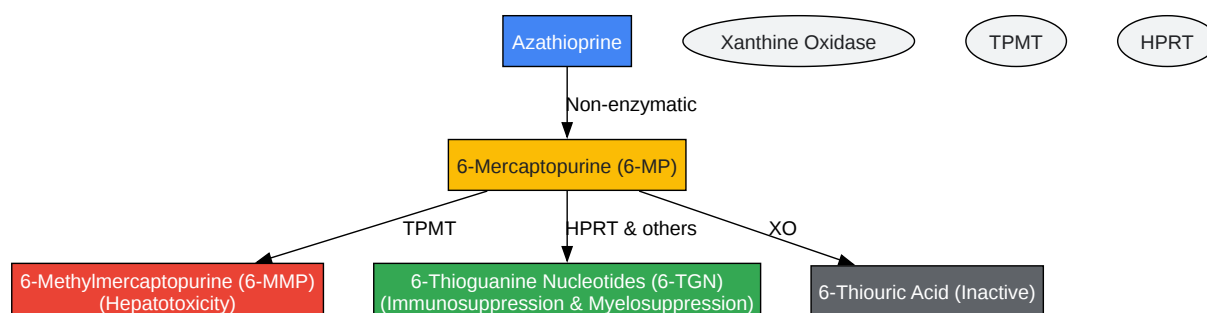 Azathioprine
Xanthine Oxidase
TPMT
HPRT
Non-enzymatic
6-Mercaptopurine (6-MP)
TPMT
HPRT & others
XO
6-Methylmercaptopurine (6-MMP)
(Hepatotoxicity)
6-Thioguanine Nucleotides (6-TGN)
(Immunosuppression & Myelosuppression)
6-Thiouric Acid (Inactive)